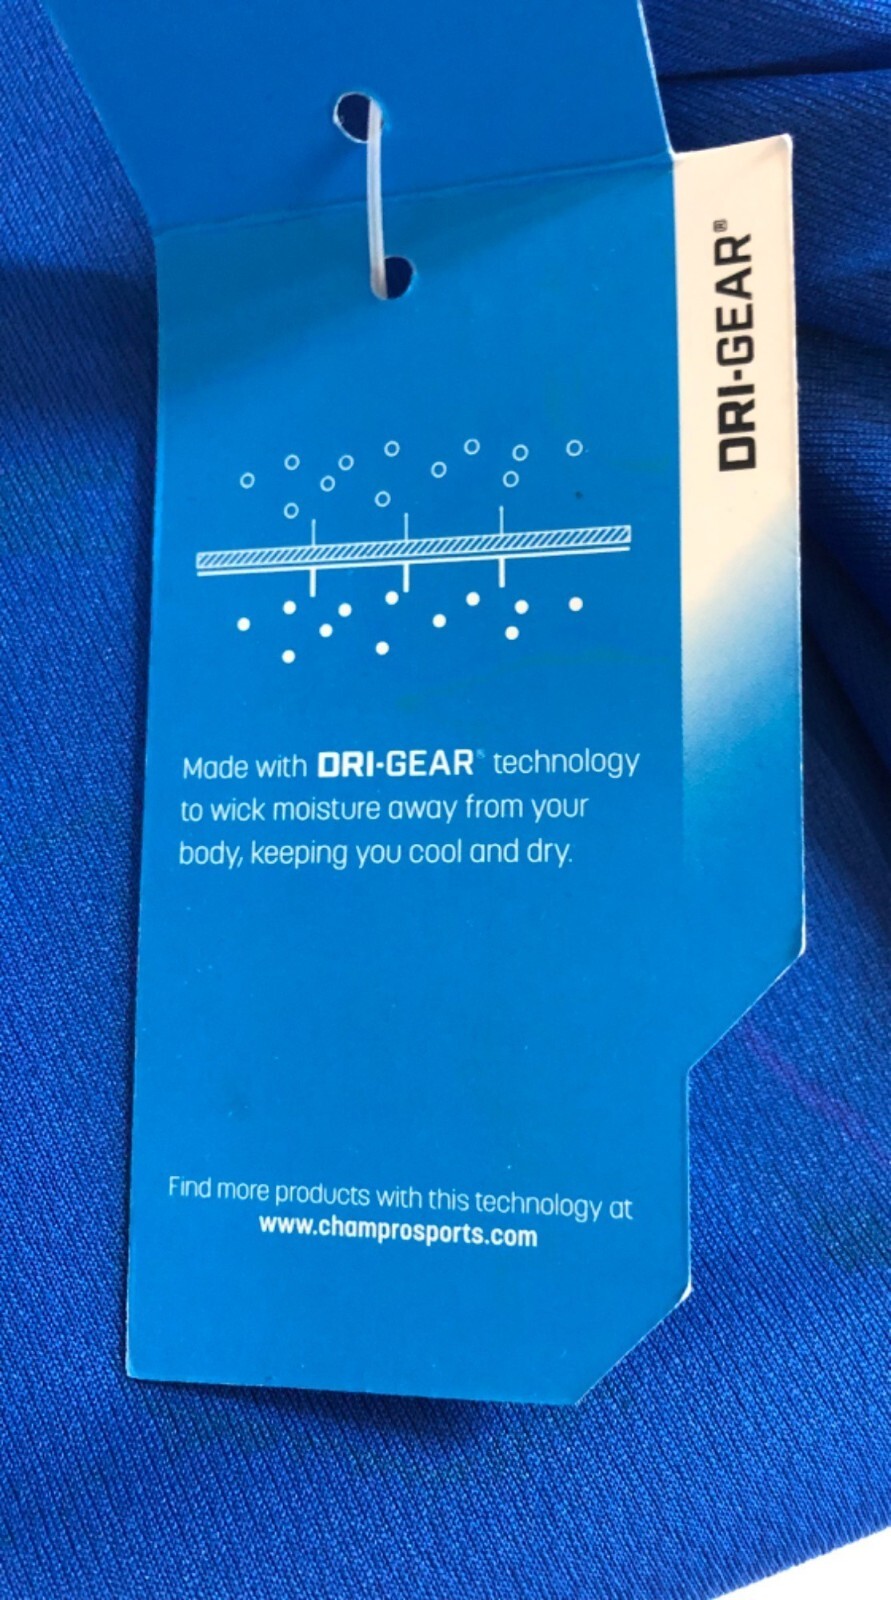 DRI-GEAR®
Made with DRI-GEAR® technology
to wick moisture away from your
body, keeping you cool and dry.
Find more products with this technology at
www.champrosports.com